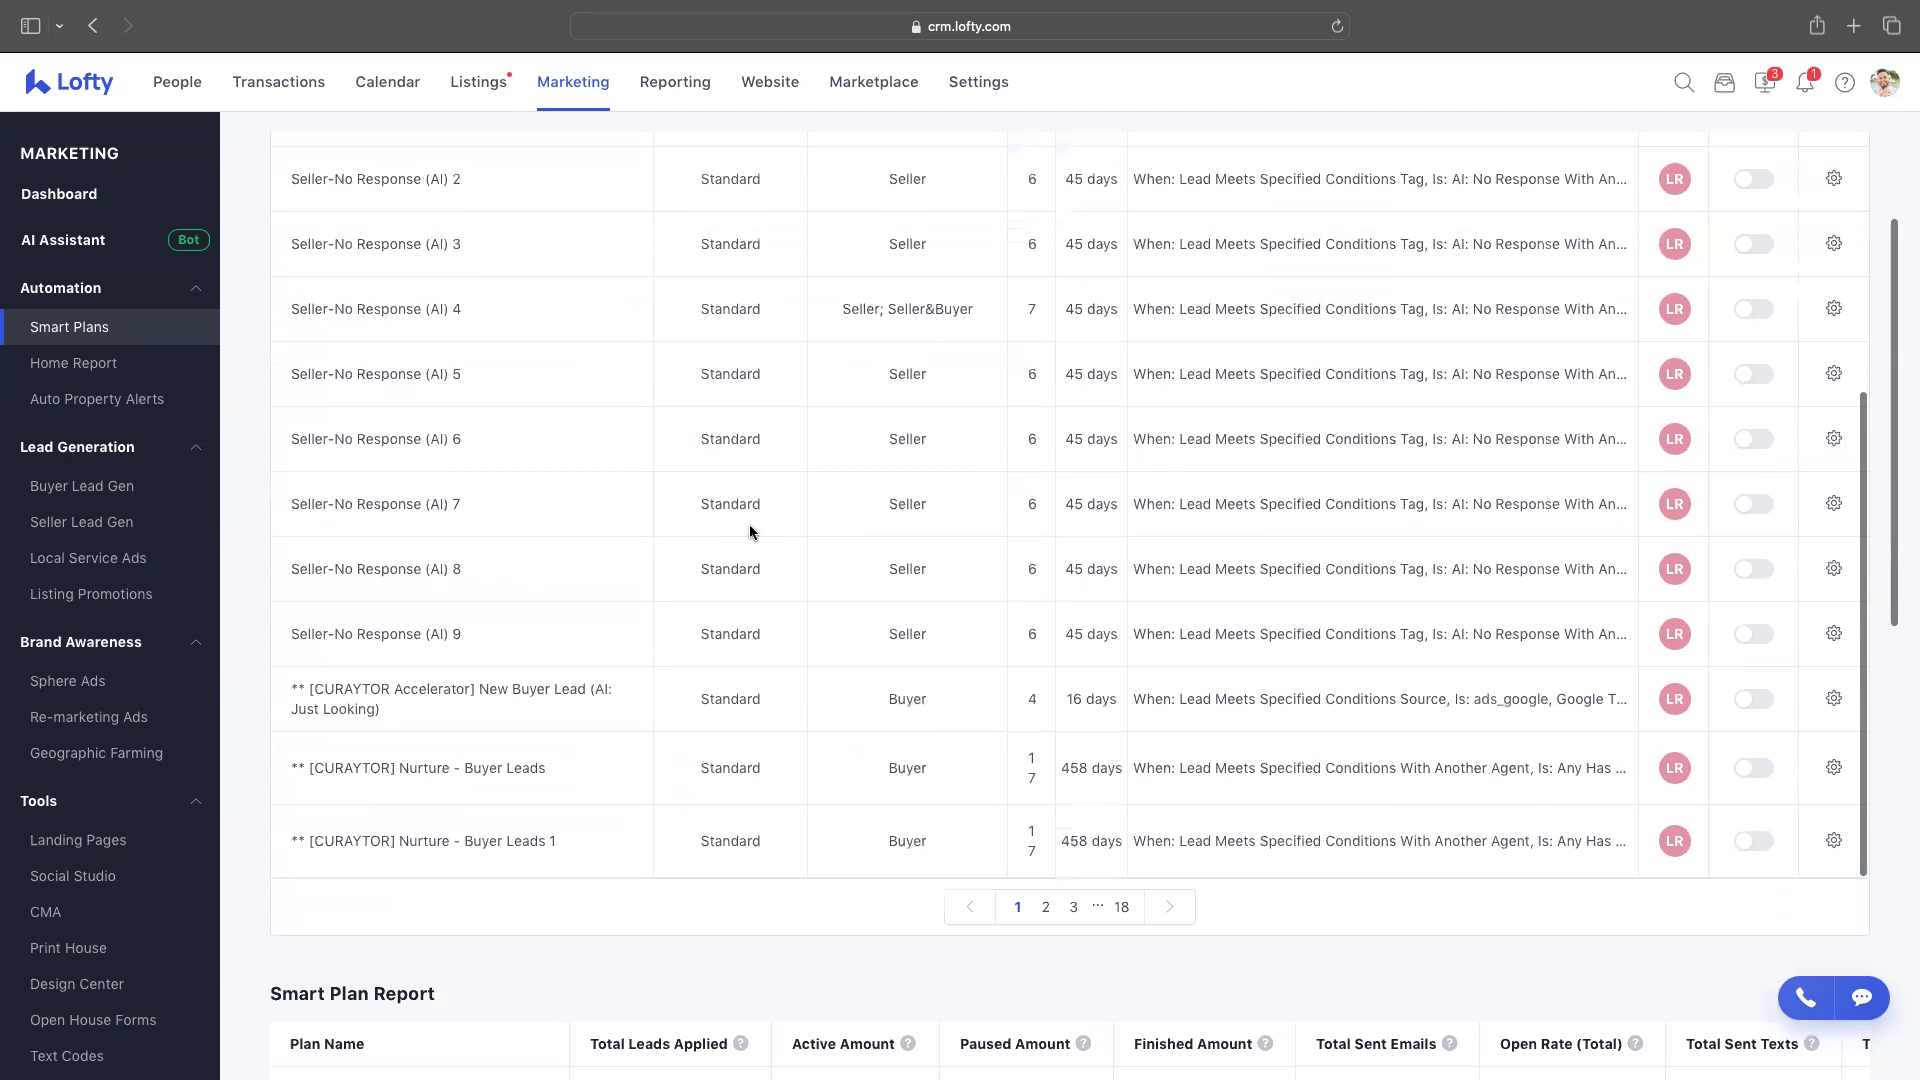 crm.lofty.com
Lofty
People
Transactions
Calendar
Listings
Marketing
Reporting
Website
Marketplace
Settings
3
1
MARKETING
Dashboard
AI Assistant
Bot
Automation
Smart Plans
Home Report
Auto Property Alerts
Lead Generation
Buyer Lead Gen
Seller Lead Gen
Local Service Ads
Listing Promotions
Brand Awareness
Sphere Ads
Re-marketing Ads
Geographic Farming
Tools
Landing Pages
Social Studio
CMA
Print House
Design Center
Open House Forms
Text Codes
Seller-No Response (AI) 2 Standard Seller 6 45 days When: Lead Meets Specified Conditions Tag, Is: AI: No Response With An... LR
Seller-No Response (AI) 3 Standard Seller 6 45 days When: Lead Meets Specified Conditions Tag, Is: AI: No Response With An... LR
Seller-No Response (AI) 4 Standard Seller; Seller&Buyer 7 45 days When: Lead Meets Specified Conditions Tag, Is: AI: No Response With An... LR
Seller-No Response (AI) 5 Standard Seller 6 45 days When: Lead Meets Specified Conditions Tag, Is: AI: No Response With An... LR
Seller-No Response (AI) 6 Standard Seller 6 45 days When: Lead Meets Specified Conditions Tag, Is: AI: No Response With An... LR
Seller-No Response (AI) 7 Standard Seller 6 45 days When: Lead Meets Specified Conditions Tag, Is: AI: No Response With An... LR
Seller-No Response (AI) 8 Standard Seller 6 45 days When: Lead Meets Specified Conditions Tag, Is: AI: No Response With An... LR
Seller-No Response (AI) 9 Standard Seller 6 45 days When: Lead Meets Specified Conditions Tag, Is: AI: No Response With An... LR
** [CURAYTOR Accelerator] New Buyer Lead (AI:
Just Looking) Standard Buyer 4 16 days When: Lead Meets Specified Conditions Source, Is: ads_google, Google T... LR
** [CURAYTOR] Nurture - Buyer Leads Standard Buyer 17 458 days When: Lead Meets Specified Conditions With Another Agent, Is: Any Has ... LR
** [CURAYTOR] Nurture - Buyer Leads 1 Standard Buyer 17 458 days When: Lead Meets Specified Conditions With Another Agent, Is: Any Has ... LR
< 1 2 3 ... 18 >
Smart Plan Report
Plan Name Total Leads Applied ? Active Amount ? Paused Amount ? Finished Amount ? Total Sent Emails ? Open Rate (Total) ? Total Sent Texts ? T